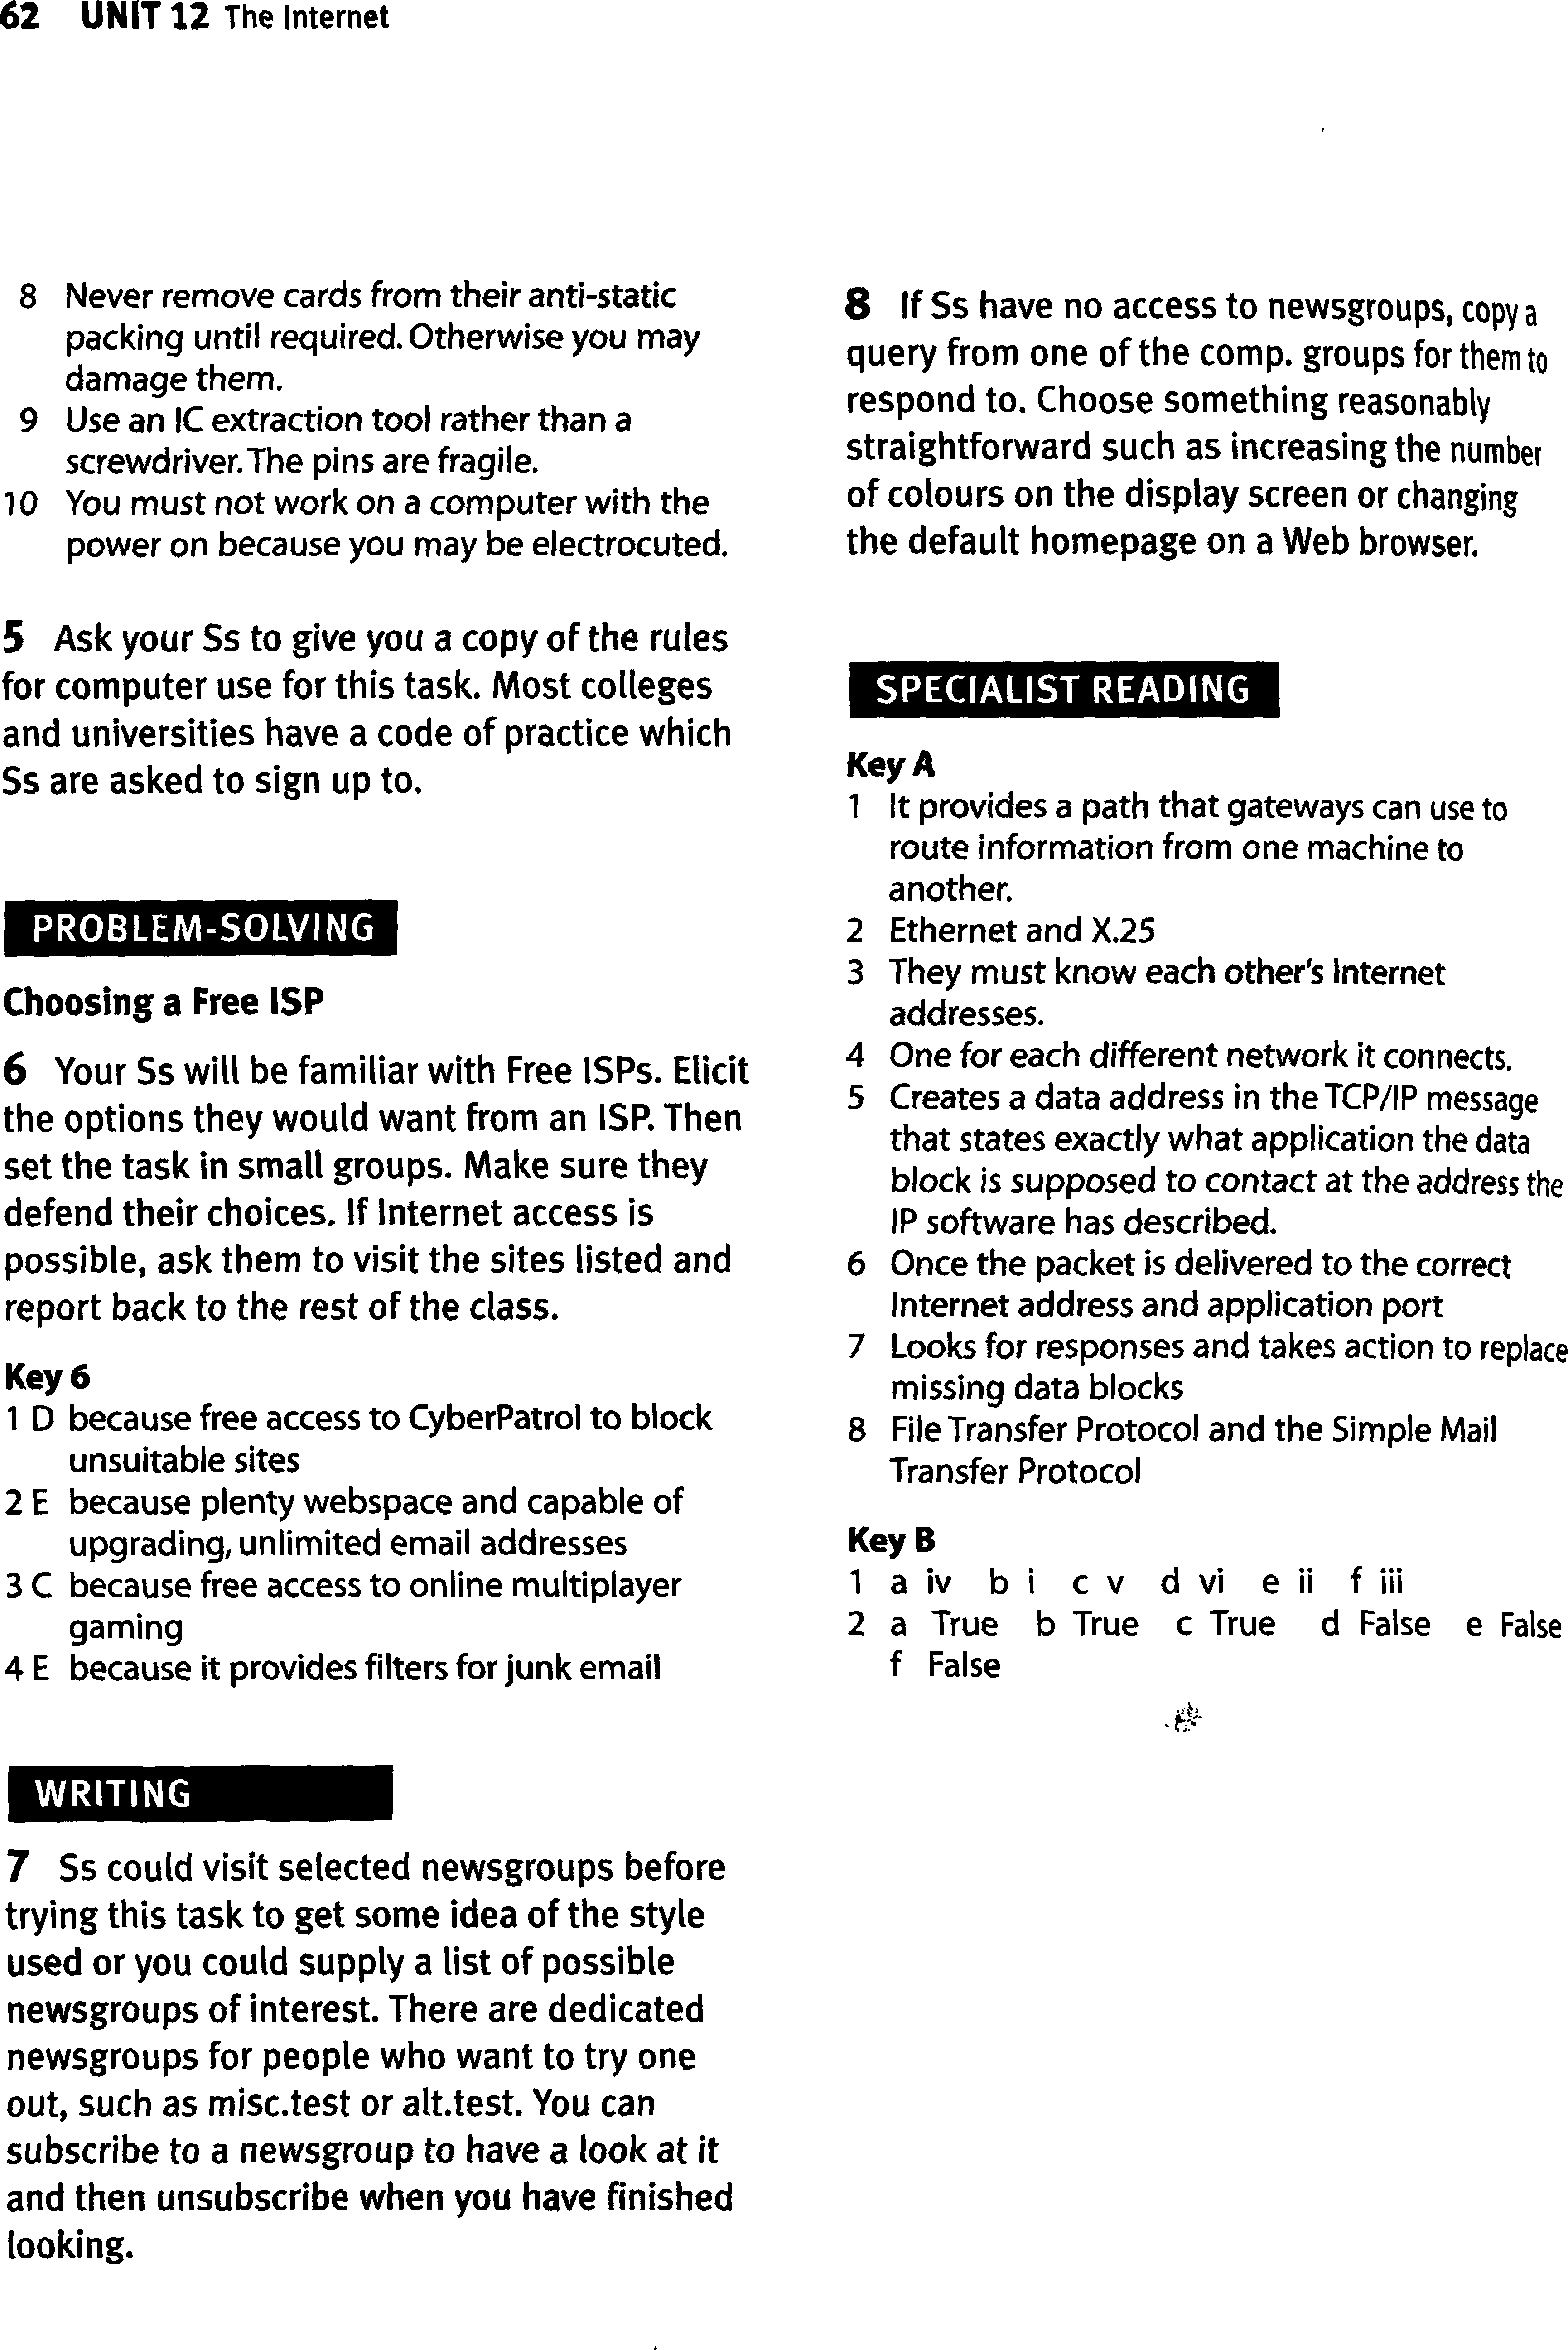 62 UNIT 12 The Internet
8 Never remove cards from their anti-static
packing until required. Otherwise you may
damage them.
9 Use an IC extraction tool rather than a
screwdriver. The pins are fragile.
10 You must not work on a computer with the
power on because you may be electrocuted.
5 Ask your Ss to give you a copy of the rules
for computer use for this task. Most colleges
and universities have a code of practice which
Ss are asked to sign up to.
PROBLEM-SOLVING
Choosing a Free ISP
6 Your Ss will be familiar with Free ISPs. Elicit
the options they would want from an ISP. Then
set the task in small groups. Make sure they
defend their choices. If Internet access is
possible, ask them to visit the sites listed and
report back to the rest of the class.
Key 6
1 D because free access to CyberPatrol to block
unsuitable sites
2 E because plenty webspace and capable of
upgrading, unlimited email addresses
3 C because free access to online multiplayer
gaming
4 E because it provides filters for junk email
WRITING
7 Ss could visit selected newsgroups before
trying this task to get some idea of the style
used or you could supply a list of possible
newsgroups of interest. There are dedicated
newsgroups for people who want to try one
out, such as misc.test or alt.test. You can
subscribe to a newsgroup to have a look at it
and then unsubscribe when you have finished
looking.
8 If Ss have no access to newsgroups, copy a
query from one of the comp. groups for them to
respond to. Choose something reasonably
straightforward such as increasing the number
of colours on the display screen or changing
the default homepage on a Web browser.
SPECIALIST READING
Key A
1 It provides a path that gateways can use to
route information from one machine to
another.
2 Ethernet and X.25
3 They must know each other's Internet
addresses.
4 One for each different network it connects.
5 Creates a data address in the TCP/IP message
that states exactly what application the data
block is supposed to contact at the address the
IP software has described.
6 Once the packet is delivered to the correct
Internet address and application port
7 Looks for responses and takes action to replace
missing data blocks
8 File Transfer Protocol and the Simple Mail
Transfer Protocol
Key B
1 a iv b i c v d vi e ii f iii
2 a True b True c True d False e False
f False